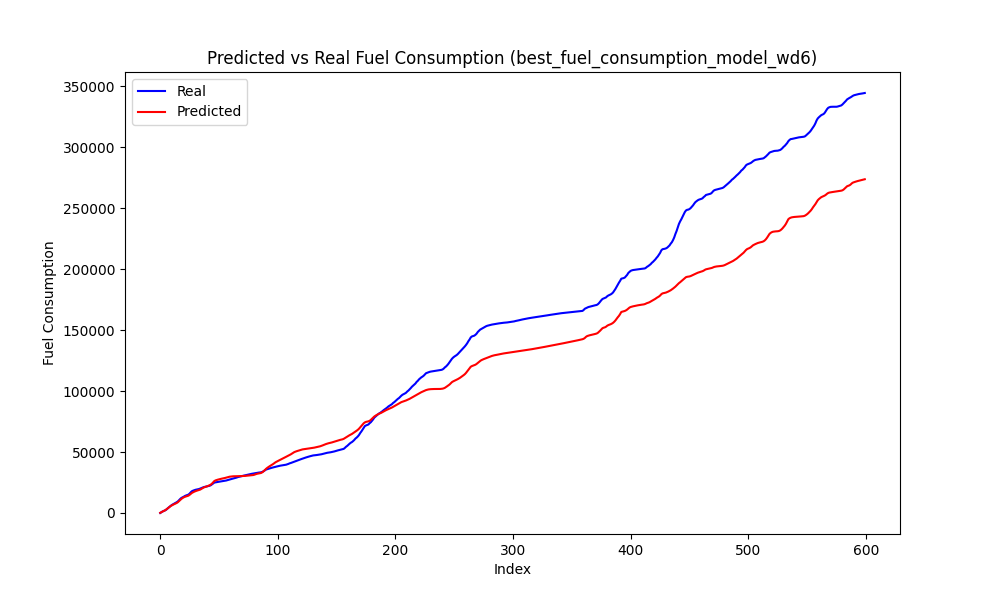 Predicted vs Real Fuel Consumption (best_fuel_consumption_model_wd6)
Real
Predicted
350000
300000
250000
200000
150000
100000
50000
0
Fuel Consumption
0 100 200 300 400 500 600
Index